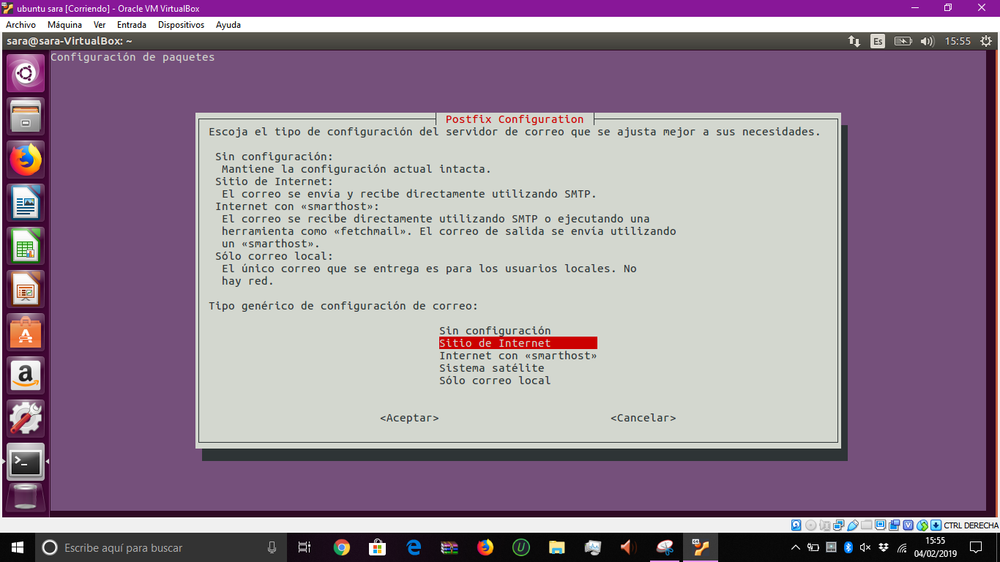 ubuntu sara [Corriendo] - Oracle VM VirtualBox
Archivo Máquina Ver Entrada Dispositivos Ayuda
sara@sara-VirtualBox: ~ Es 15:55
Configuración de paquetes
Postfix Configuration
Escoja el tipo de configuración del servidor de correo que se ajusta mejor a sus necesidades.
Sin configuración:
Mantiene la configuración actual intacta.
Sitio de Internet:
El correo se envía y recibe directamente utilizando SMTP.
Internet con «smarthost»:
El correo se recibe directamente utilizando SMTP o ejecutando una
herramienta como «fetchmail». El correo de salida se envía utilizando
un «smarthost».
Sólo correo local:
El único correo que se entrega es para los usuarios locales. No
hay red.
Tipo genérico de configuración de correo:
Sin configuración
Sitio de Internet
Internet con «smarthost»
Sistema satélite
Sólo correo local
<Aceptar> <Cancelar>
CTRL DERECHA
Escribe aquí para buscar
15:55
04/02/2019